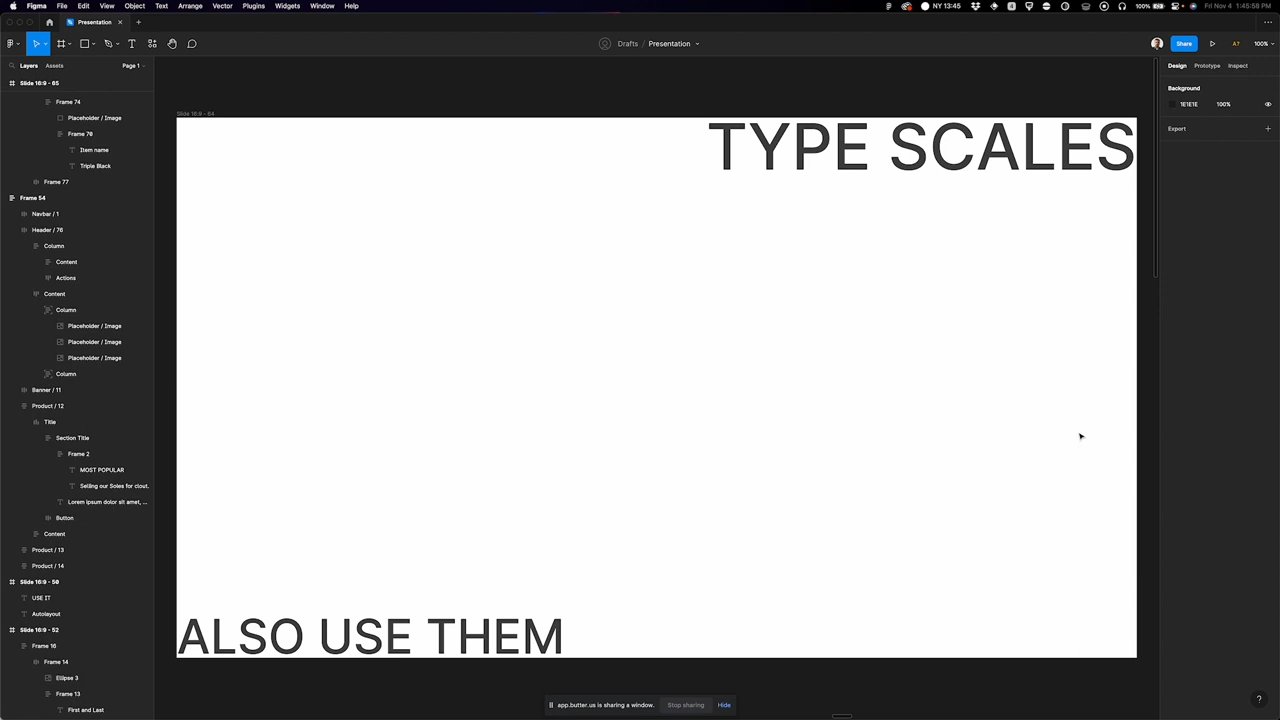 Figma File Edit View Object Text Arrange Vector Plugins Widgets Window Help
NY 13:45 100% Fri Nov 4 1:45:58 PM
Presentation
Drafts / Presentation Share A? 100%
Layers Assets Page 1
Design Prototype Inspect
Slide 16:9 - 65
Frame 74
Placeholder / Image
Frame 70
Item name
Triple Black
Frame 77
Frame 54
Navbar / 1
Header / 76
Column
Content
Actions
Content
Column
Placeholder / Image
Placeholder / Image
Placeholder / Image
Column
Banner / 11
Product / 12
Title
Section Title
Frame 2
MOST POPULAR
Selling our Soles for clout.
Lorem ipsum dolor sit amet, ...
Button
Content
Product / 13
Product / 14
Slide 16:9 - 50
USE IT
Autolayout
Slide 16:9 - 52
Frame 16
Frame 14
Ellipse 3
Frame 13
First and Last
Slide 16:9 - 64
TYPE SCALES
ALSO USE THEM
Background
1E1E1E 100%
Export
app.butter.us is sharing a window. Stop sharing Hide
?